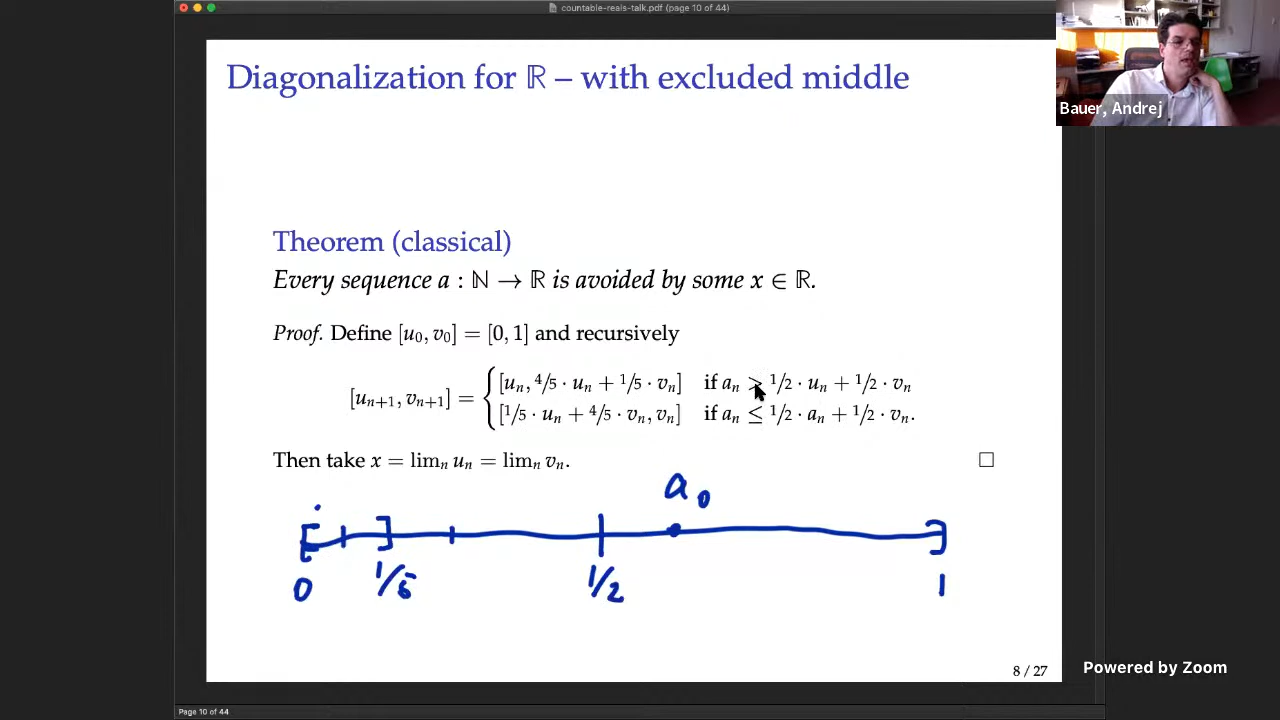 countable-reals-talk.pdf (page 10 of 44)
Diagonalization for ℝ – with excluded middle
Bauer, Andrej
Theorem (classical)
Every sequence a : ℕ → ℝ is avoided by some x ∈ ℝ.
Proof. Define [u₀, v₀] = [0, 1] and recursively
[uₙ₊₁, vₙ₊₁] = { [uₙ, 4/5 · uₙ + 1/5 · vₙ] if aₙ > 1/2 · uₙ + 1/2 · vₙ
[1/5 · uₙ + 4/5 · vₙ, vₙ] if aₙ ≤ 1/2 · aₙ + 1/2 · vₙ.
Then take x = limₙ uₙ = limₙ vₙ. □
a₀
0 1/5 1/2 1
8 / 27
Powered by Zoom
Page 10 of 44